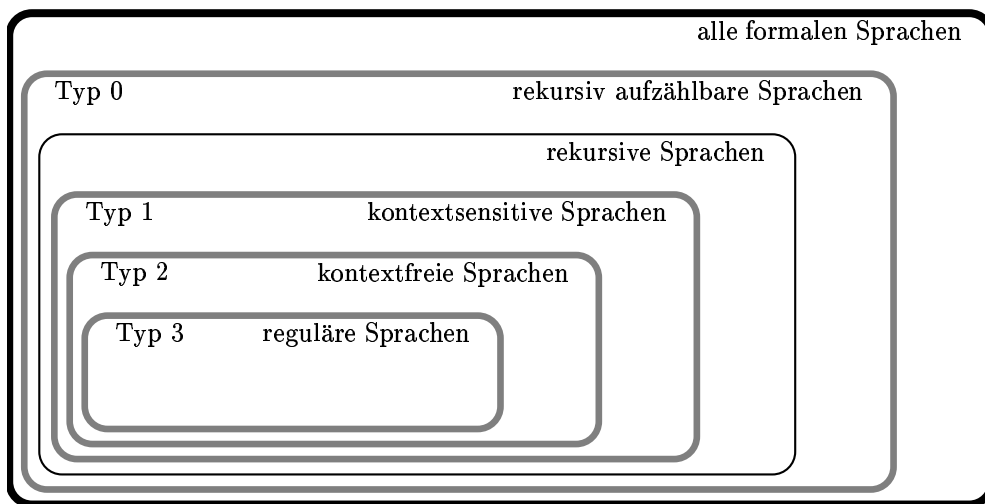 alle formalen Sprachen
Typ 0 rekursiv aufzählbare Sprachen
rekursive Sprachen
Typ 1 kontextsensitive Sprachen
Typ 2 kontextfreie Sprachen
Typ 3 reguläre Sprachen